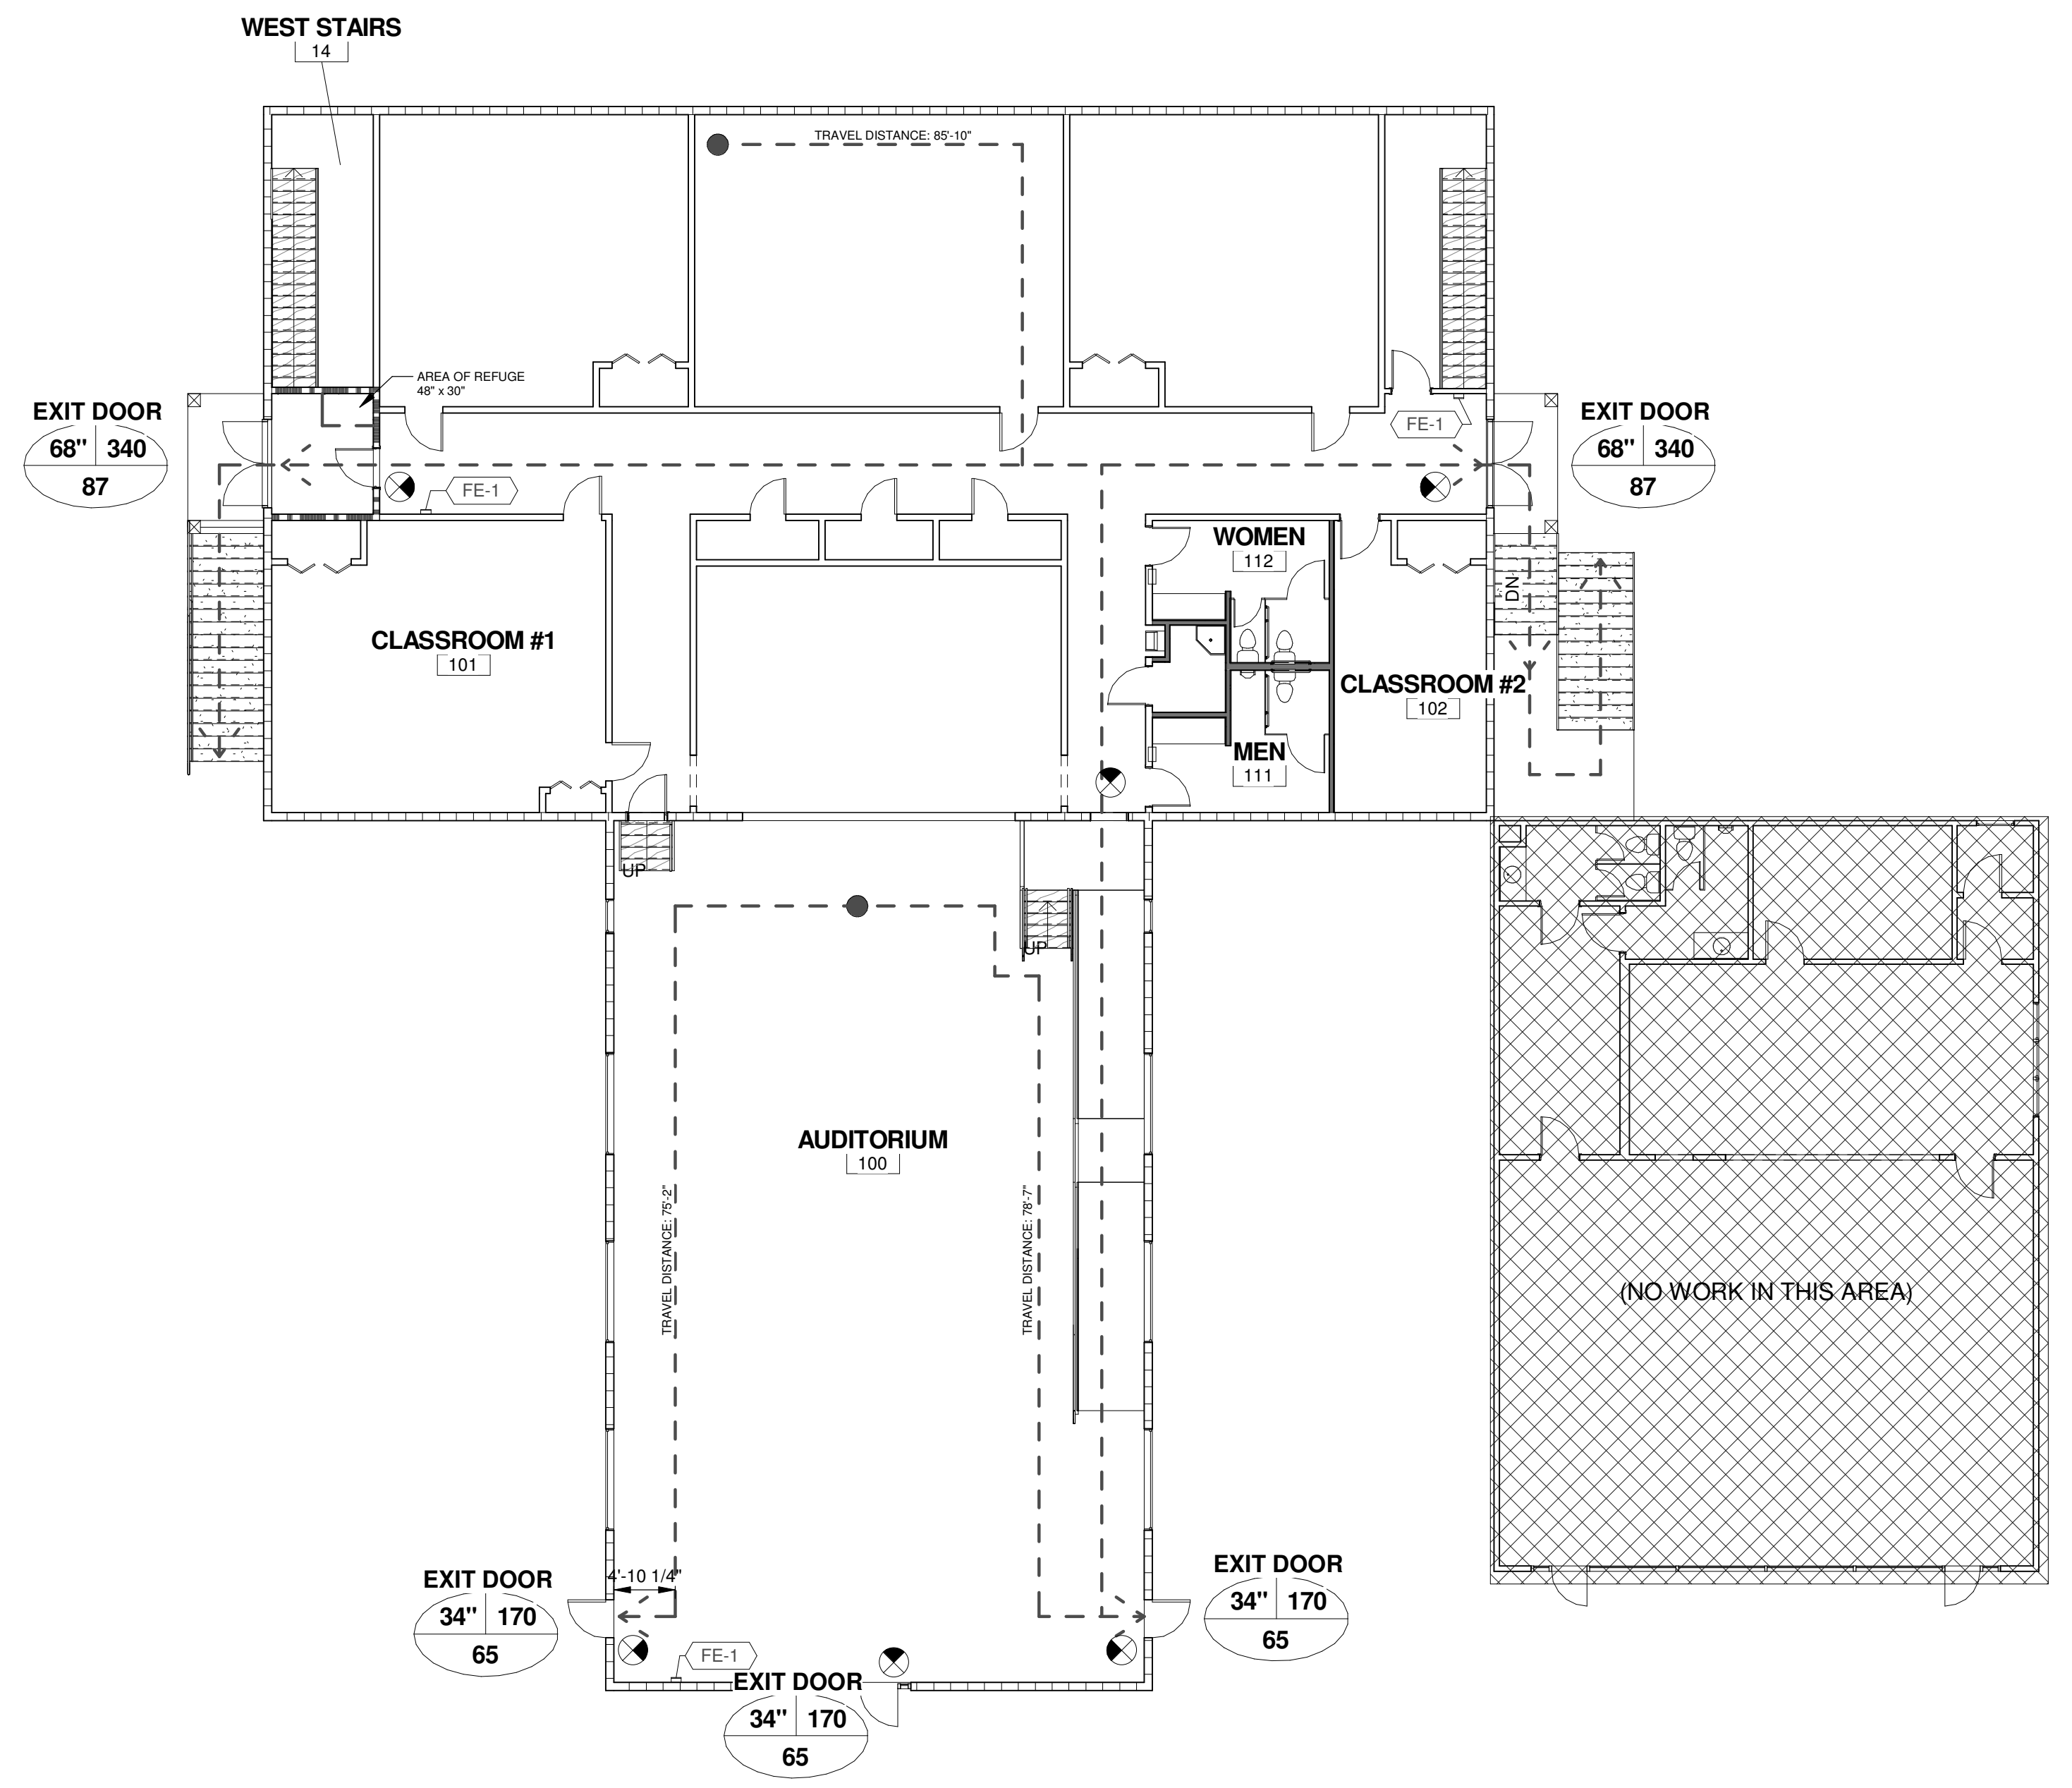 WEST STAIRS
14
TRAVEL DISTANCE: 85'-10"
AREA OF REFUGE
48" x 30"
EXIT DOOR
68" 340
87
FE-1
EXIT DOOR
68" 340
87
FE-1
WOMEN
112
DN
CLASSROOM #1
101
CLASSROOM #2
102
MEN
111
UP
UP
AUDITORIUM
100
TRAVEL DISTANCE: 75'-2"
TRAVEL DISTANCE: 78'-7"
(NO WORK IN THIS AREA)
4'-10 1/4"
EXIT DOOR
34" 170
65
EXIT DOOR
34" 170
65
FE-1
EXIT DOOR
34" 170
65